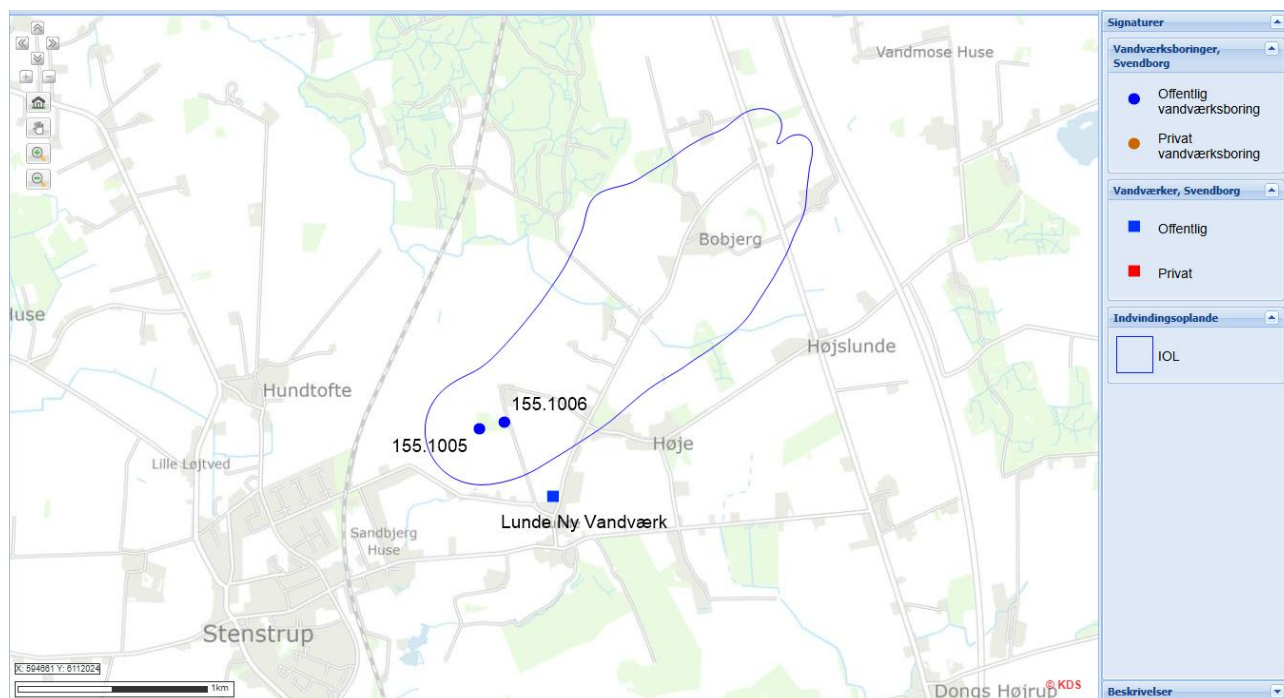 Vandmose Huse
Bobjerg
Højslunde
Huse
Hundtofte
155.1006
155.1005
Høje
Lille Løjtved
Lunde Ny Vandværk
Sandbjerg
Huse
Stenstrup
X: 594661 Y: 6112024
1km
© KDS
Dongs Højrup
Signaturer
Vandværksboringer,
Svendborg
Offentlig
vandværksboring
Privat
vandværksboring
Vandværker, Svendborg
Offentlig
Privat
Indvindingsoplande
IOL
Beskrivelser